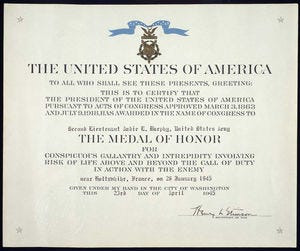 THE UNITED STATES OF AMERICA
TO ALL WHO SHALL SEE THESE PRESENTS, GREETING:
THIS IS TO CERTIFY THAT
THE PRESIDENT OF THE UNITED STATES OF AMERICA
PURSUANT TO ACTS OF CONGRESS APPROVED MARCH 3,1863
AND JULY 9,1918, HAS AWARDED IN THE NAME OF CONGRESS TO
Second Lieutenant Audie L. Murphy, United States Army
THE MEDAL OF HONOR
FOR
CONSPICUOUS GALLANTRY AND INTREPIDITY INVOLVING
RISK OF LIFE ABOVE AND BEYOND THE CALL OF DUTY
IN ACTION WITH THE ENEMY
near Holtzwihr, France, on 26 January 1945
GIVEN UNDER MY HAND IN THE CITY OF WASHINGTON
THIS 23rd DAY OF April 1945
Henry L. Stimson